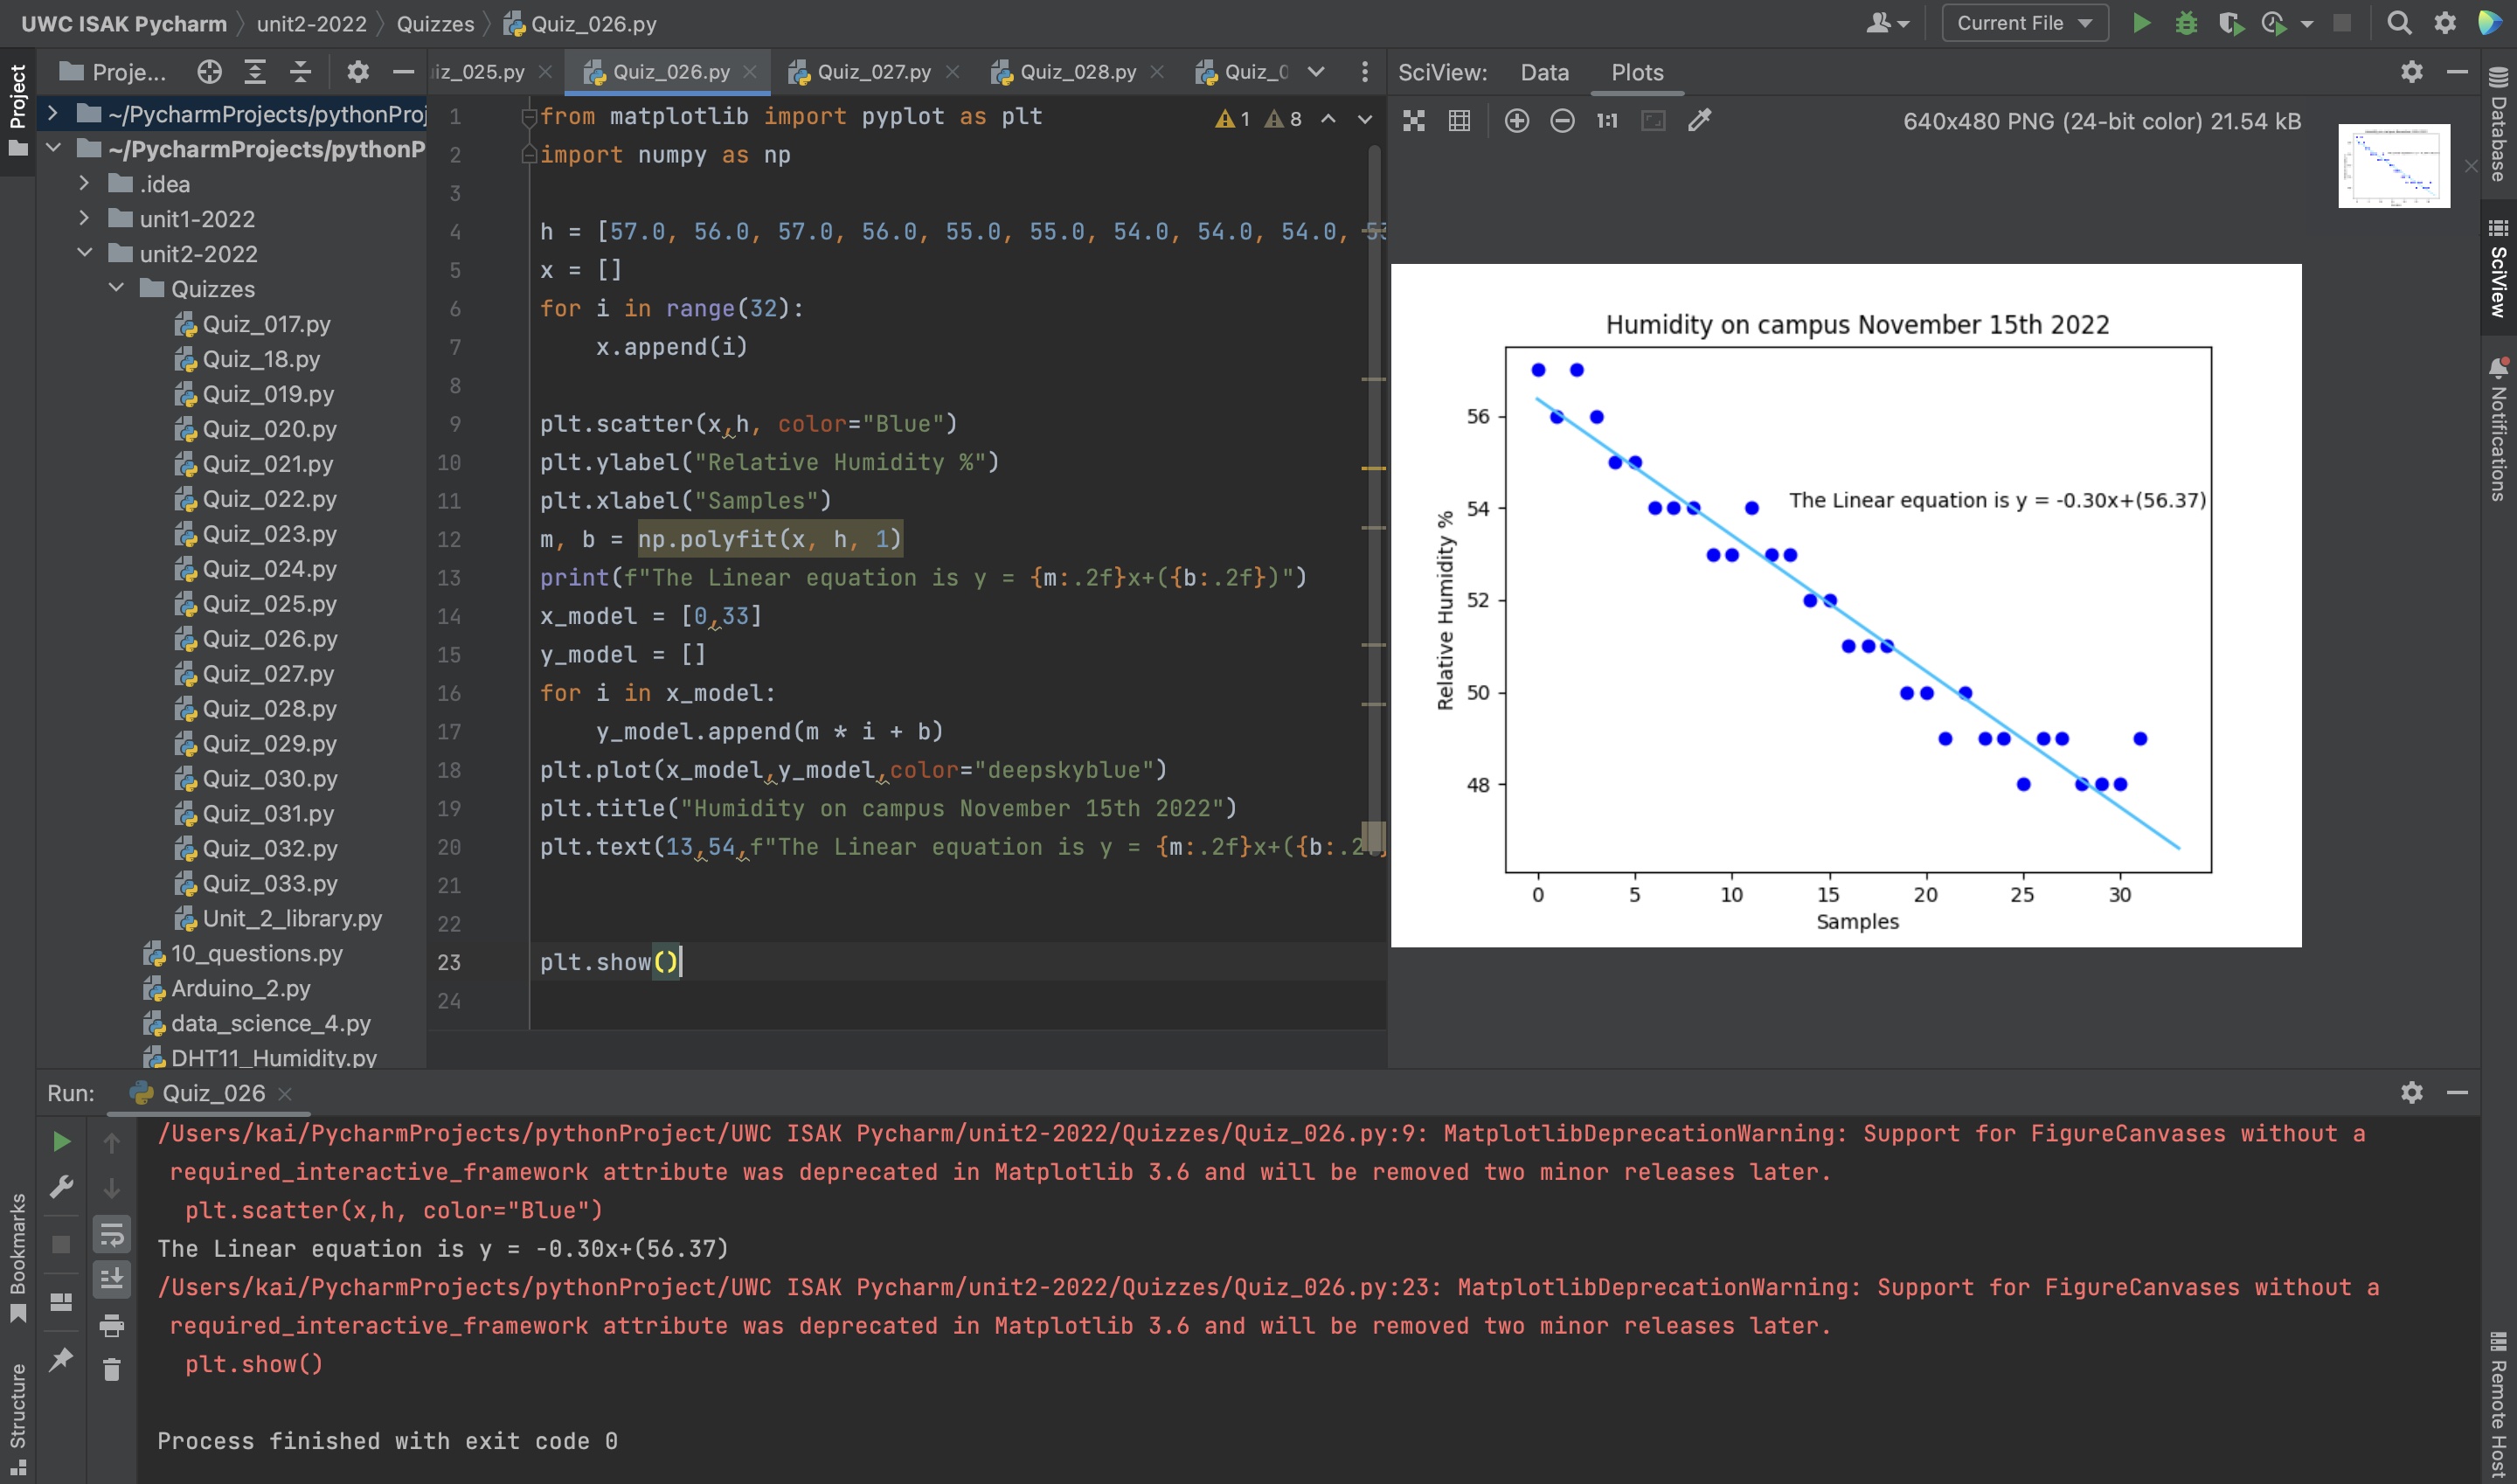 UWC ISAK Pycharm unit2-2022 Quizzes Quiz_026.py
Current File
Project
Proje...
iz_025.py Quiz_026.py Quiz_027.py Quiz_028.py
SciView: Data Plots
~/PycharmProjects/pythonProj
~/PycharmProjects/pythonP
.idea
unit1-2022
unit2-2022
Quizzes
Quiz_017.py
Quiz_18.py
Quiz_019.py
Quiz_020.py
Quiz_021.py
Quiz_022.py
Quiz_023.py
Quiz_024.py
Quiz_025.py
Quiz_026.py
Quiz_027.py
Quiz_028.py
Quiz_029.py
Quiz_030.py
Quiz_031.py
Quiz_032.py
Quiz_033.py
Unit_2_library.py
10_questions.py
Arduino_2.py
data_science_4.py
DHT11_Humidity.py
1 from matplotlib import pyplot as plt
2 import numpy as np
3
4 h = [57.0, 56.0, 57.0, 56.0, 55.0, 55.0, 54.0, 54.0, 54.0,
5 x = []
6 for i in range(32):
7 x.append(i)
8
9 plt.scatter(x,h, color="Blue")
10 plt.ylabel("Relative Humidity %")
11 plt.xlabel("Samples")
12 m, b = np.polyfit(x, h, 1)
13 print(f"The Linear equation is y = {m:.2f}x+({b:.2f})")
14 x_model = [0,33]
15 y_model = []
16 for i in x_model:
17 y_model.append(m * i + b)
18 plt.plot(x_model,y_model,color="deepskyblue")
19 plt.title("Humidity on campus November 15th 2022")
20 plt.text(13,54,f"The Linear equation is y = {m:.2f}x+({b:.2
21
22
23 plt.show()
24
1 8
1:1
640x480 PNG (24-bit color) 21.54 kB
Humidity on campus November 15th 2022
The Linear equation is y = -0.30x+(56.37)
Relative Humidity %
56
54
52
50
48
0 5 10 15 20 25 30
Samples
Database
SciView
Notifications
Remote Host
Run: Quiz_026
/Users/kai/PycharmProjects/pythonProject/UWC ISAK Pycharm/unit2-2022/Quizzes/Quiz_026.py:9: MatplotlibDeprecationWarning: Support for FigureCanvases without a
required_interactive_framework attribute was deprecated in Matplotlib 3.6 and will be removed two minor releases later.
plt.scatter(x,h, color="Blue")
The Linear equation is y = -0.30x+(56.37)
/Users/kai/PycharmProjects/pythonProject/UWC ISAK Pycharm/unit2-2022/Quizzes/Quiz_026.py:23: MatplotlibDeprecationWarning: Support for FigureCanvases without a
required_interactive_framework attribute was deprecated in Matplotlib 3.6 and will be removed two minor releases later.
plt.show()
Process finished with exit code 0
Bookmarks
Structure